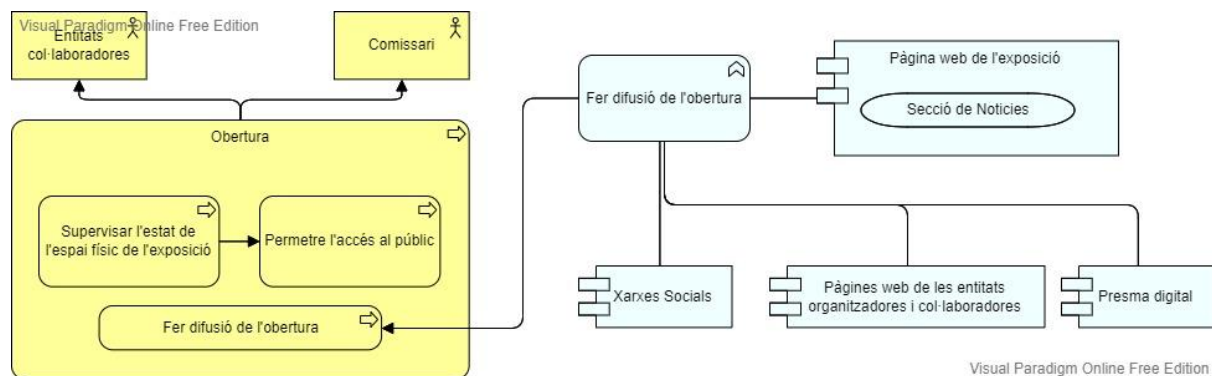 Visual Paradigm Online Free Edition
Entitats
col·laboradores
Comissari
Obertura
Supervisar l'estat de
l'espai físic de l'exposició
Permetre l'accés al públic
Fer difusió de l'obertura
Fer difusió de l'obertura
Pàgina web de l'exposició
Secció de Noticies
Xarxes Socials
Pàgines web de les entitats
organitzadores i col·laboradores
Presma digital
Visual Paradigm Online Free Edition